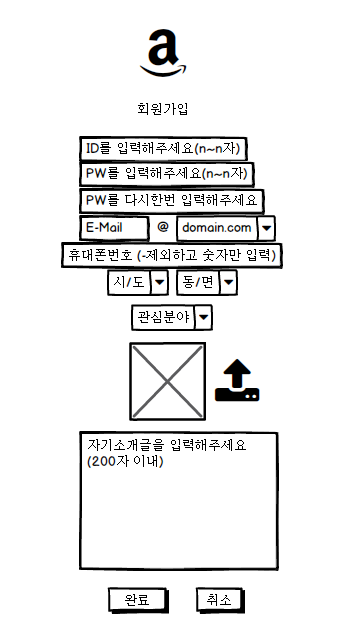 a
회원가입
ID를 입력해주세요(n~n자)
PW를 입력해주세요(n~n자)
PW를 다시한번 입력해주세요
E-Mail @ domain.com
휴대폰번호 (-제외하고 숫자만 입력)
시/도 동/면
관심분야
자기소개글을 입력해주세요
(200자 이내)
완료 취소